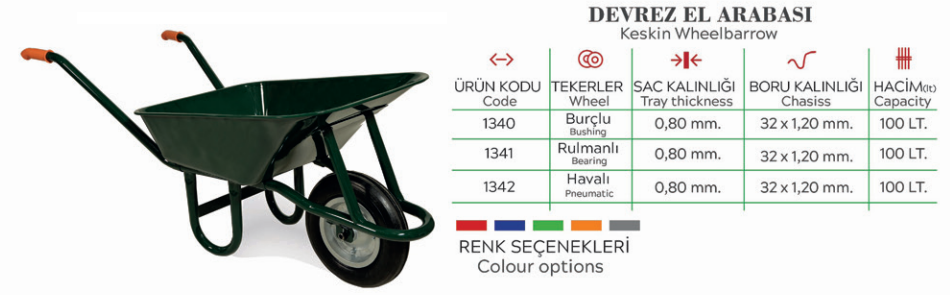 DEVREZ EL ARABASI
Keskin Wheelbarrow
ÜRÜN KODU TEKERLER SAC KALINLIĞI BORU KALINLIĞI HACİM(lt)
Code Wheel Tray thickness Chasiss Capacity
1340 Burçlu 0,80 mm. 32 x 1,20 mm. 100 LT.
Bushing
1341 Rulmanlı 0,80 mm. 32 x 1,20 mm. 100 LT.
Bearing
1342 Havalı 0,80 mm. 32 x 1,20 mm. 100 LT.
Pneumatic
RENK SEÇENEKLERİ
Colour options